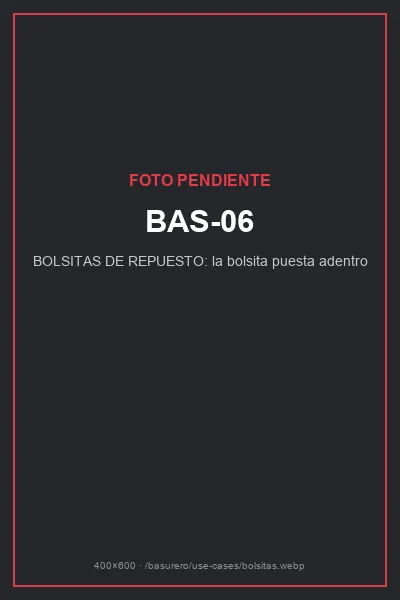 FOTO PENDIENTE
BAS-06
BOLSITAS DE REPUESTO: la bolsita puesta adentro
400×600 · /basurero/use-cases/bolsitas.webp